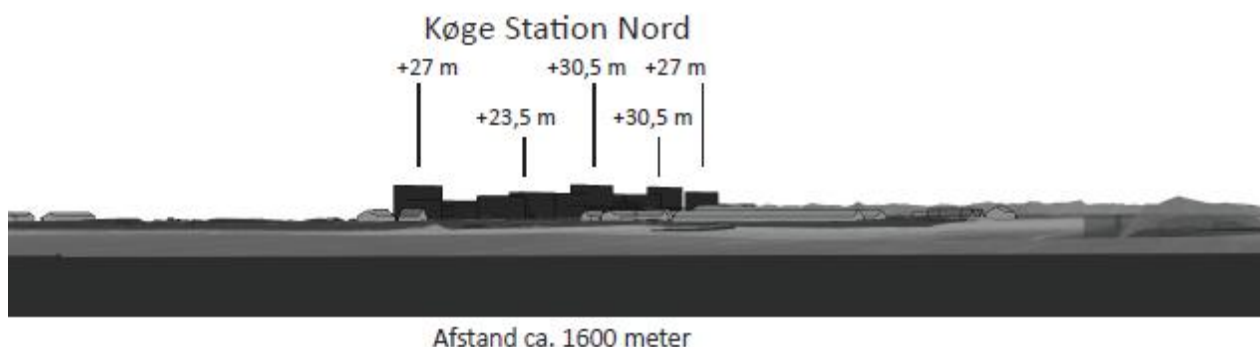 Køge Station Nord
+27 m +30,5 m +27 m
+23,5 m +30,5 m
Afstand ca. 1600 meter